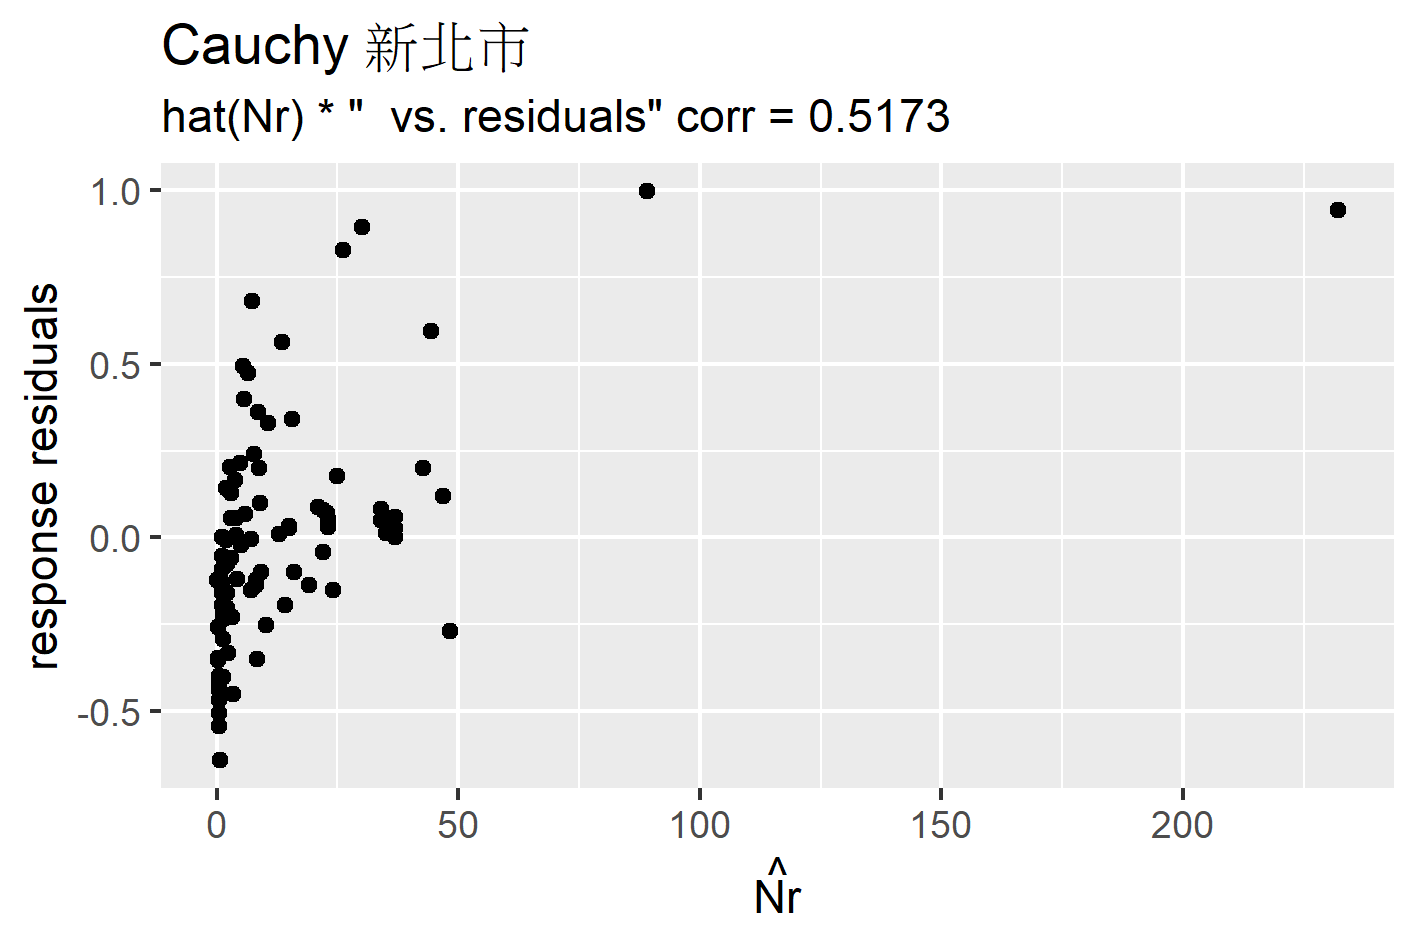 Cauchy 新北市
hat(Nr) * "  vs. residuals" corr = 0.5173
response residuals
1.0
0.5
0.0
-0.5
0
50
100
150
200
N̂r